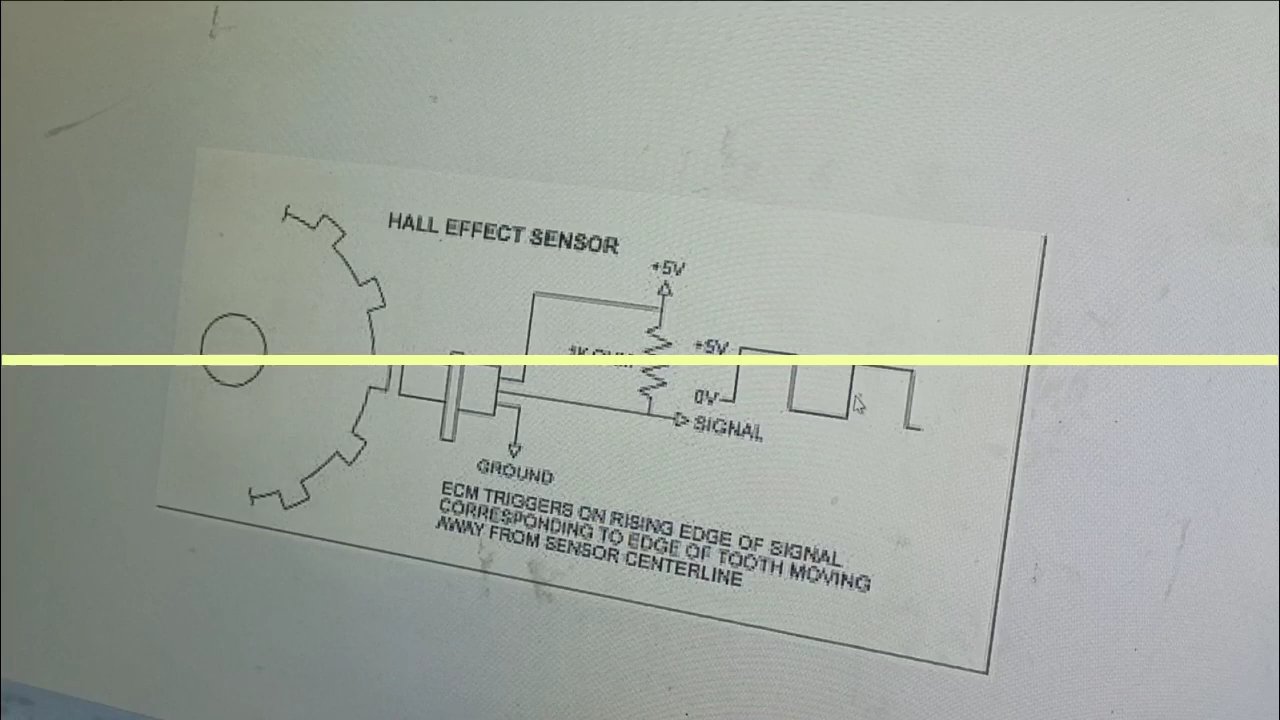 HALL EFFECT SENSOR
+5V
+5V
0V
SIGNAL
GROUND
ECM TRIGGERS ON RISING EDGE OF SIGNAL
CORRESPONDING TO EDGE OF TOOTH MOVING
AWAY FROM SENSOR CENTERLINE